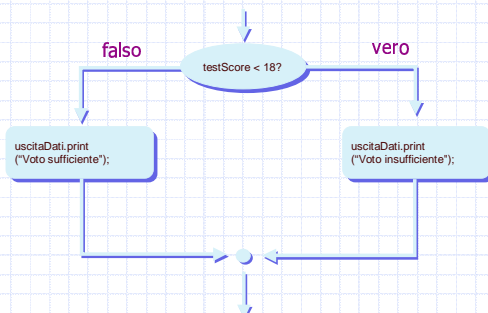 falso
vero
testScore < 18?
uscitaDati.print
(“Voto sufficiente”);
uscitaDati.print
(“Voto insufficiente”);